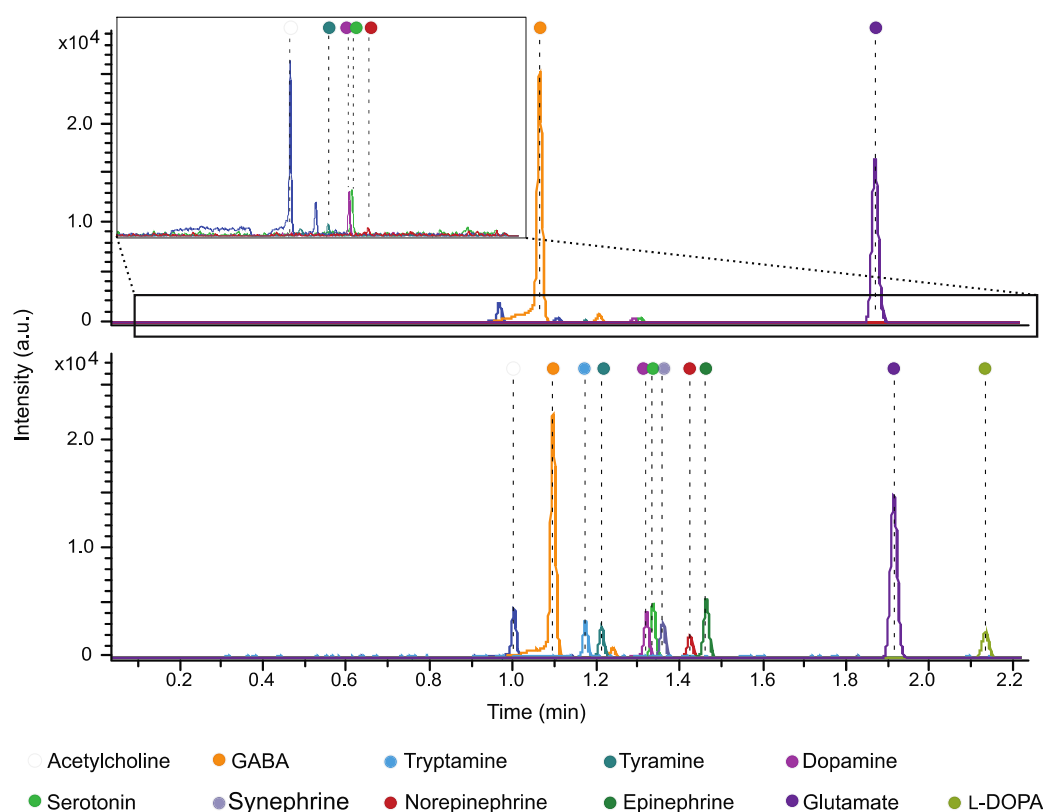 x10⁴
2.0
1.0
0
Intensity (a.u.)
x10⁴
2.0
1.0
0
0.2 0.4 0.6 0.8 1.0 1.2 1.4 1.6 1.8 2.0 2.2
Time (min)
Acetylcholine GABA Tryptamine Tyramine Dopamine
Serotonin Synephrine Norepinephrine Epinephrine Glutamate L-DOPA